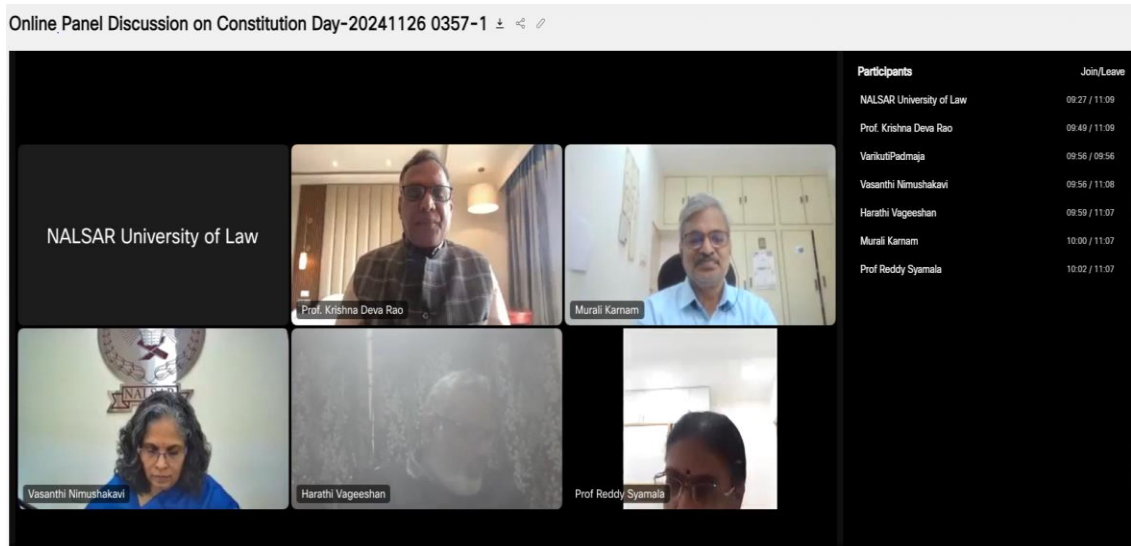 Online Panel Discussion on Constitution Day-20241126 0357-1
Participants Join/Leave
NALSAR University of Law 09:27 / 11:09
Prof. Krishna Deva Rao 09:49 / 11:09
VarikutiPadmaja 09:56 / 09:56
Vasanthi Nimushakavi 09:56 / 11:08
Harathi Vageeshan 09:59 / 11:07
Murali Karnam 10:00 / 11:07
Prof Reddy Syamala 10:02 / 11:07
NALSAR University of Law
Prof. Krishna Deva Rao
Murali Karnam
NALSAR
Vasanthi Nimushakavi
Harathi Vageeshan
Prof Reddy Syamala